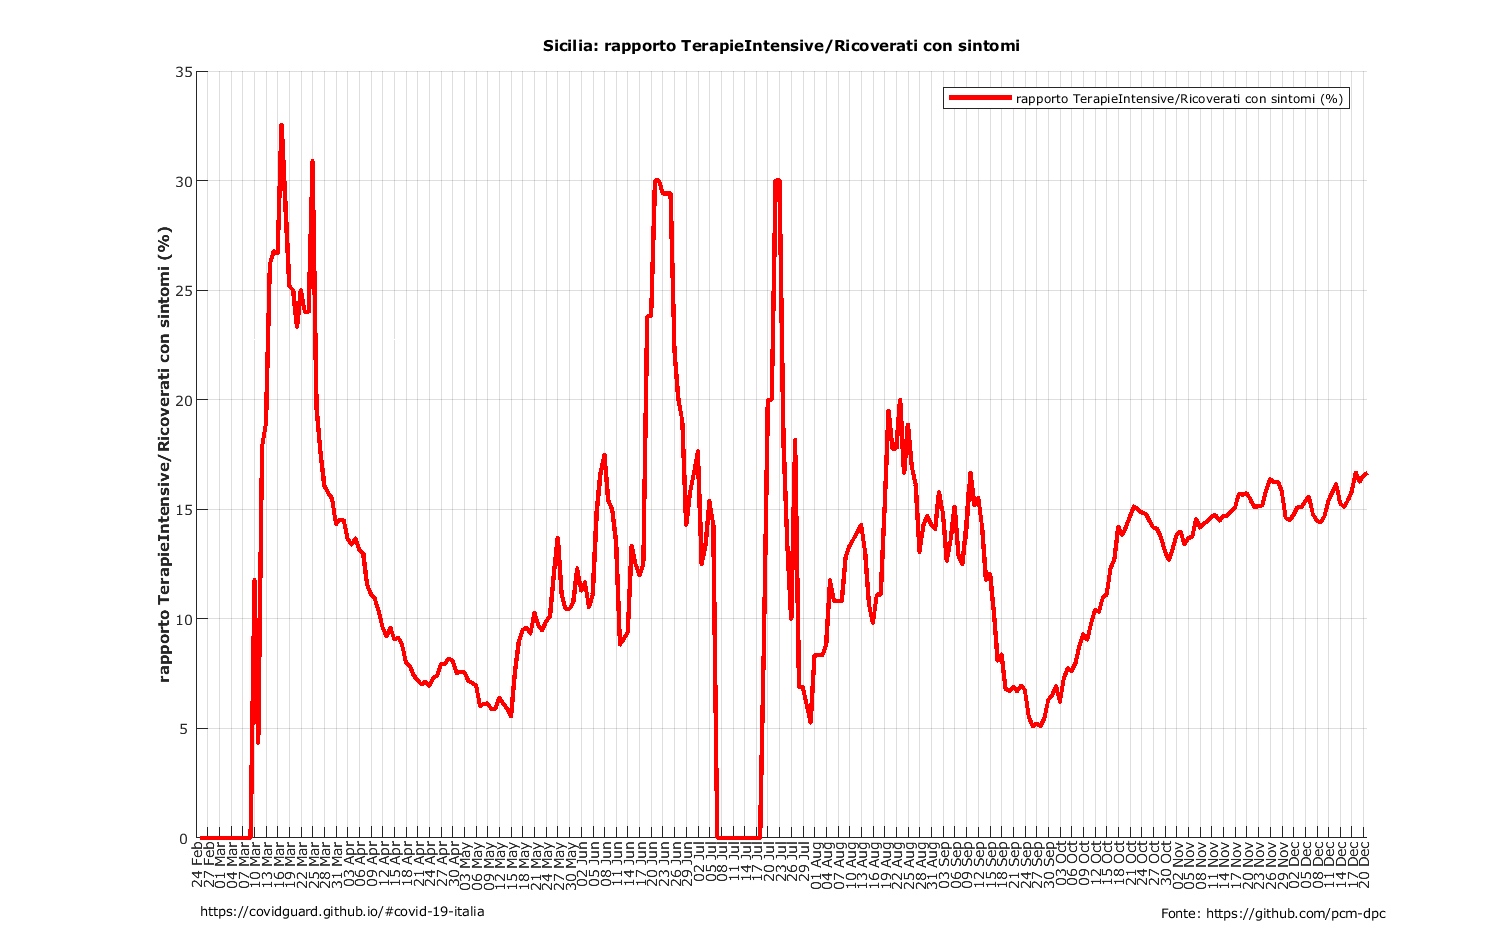 Sicilia: rapporto TerapieIntensive/Ricoverati con sintomi
rapporto TerapieIntensive/Ricoverati con sintomi (%)
rapporto TerapieIntensive/Ricoverati con sintomi (%)
35
30
25
20
15
10
5
0
24 Feb
27 Feb
01 Mar
04 Mar
07 Mar
10 Mar
13 Mar
16 Mar
19 Mar
22 Mar
25 Mar
28 Mar
31 Mar
03 Apr
06 Apr
09 Apr
12 Apr
15 Apr
18 Apr
21 Apr
24 Apr
27 Apr
30 Apr
03 May
06 May
09 May
12 May
15 May
18 May
21 May
24 May
27 May
30 May
02 Jun
05 Jun
08 Jun
11 Jun
14 Jun
17 Jun
20 Jun
23 Jun
26 Jun
29 Jun
02 Jul
05 Jul
08 Jul
11 Jul
14 Jul
17 Jul
20 Jul
23 Jul
26 Jul
29 Jul
01 Aug
04 Aug
07 Aug
10 Aug
13 Aug
16 Aug
19 Aug
22 Aug
25 Aug
28 Aug
31 Aug
03 Sep
06 Sep
09 Sep
12 Sep
15 Sep
18 Sep
21 Sep
24 Sep
27 Sep
30 Sep
03 Oct
06 Oct
09 Oct
12 Oct
15 Oct
18 Oct
21 Oct
24 Oct
27 Oct
30 Oct
02 Nov
05 Nov
08 Nov
11 Nov
14 Nov
17 Nov
20 Nov
23 Nov
26 Nov
29 Nov
02 Dec
05 Dec
08 Dec
11 Dec
14 Dec
17 Dec
20 Dec
https://covidguard.github.io/#covid-19-italia
Fonte: https://github.com/pcm-dpc